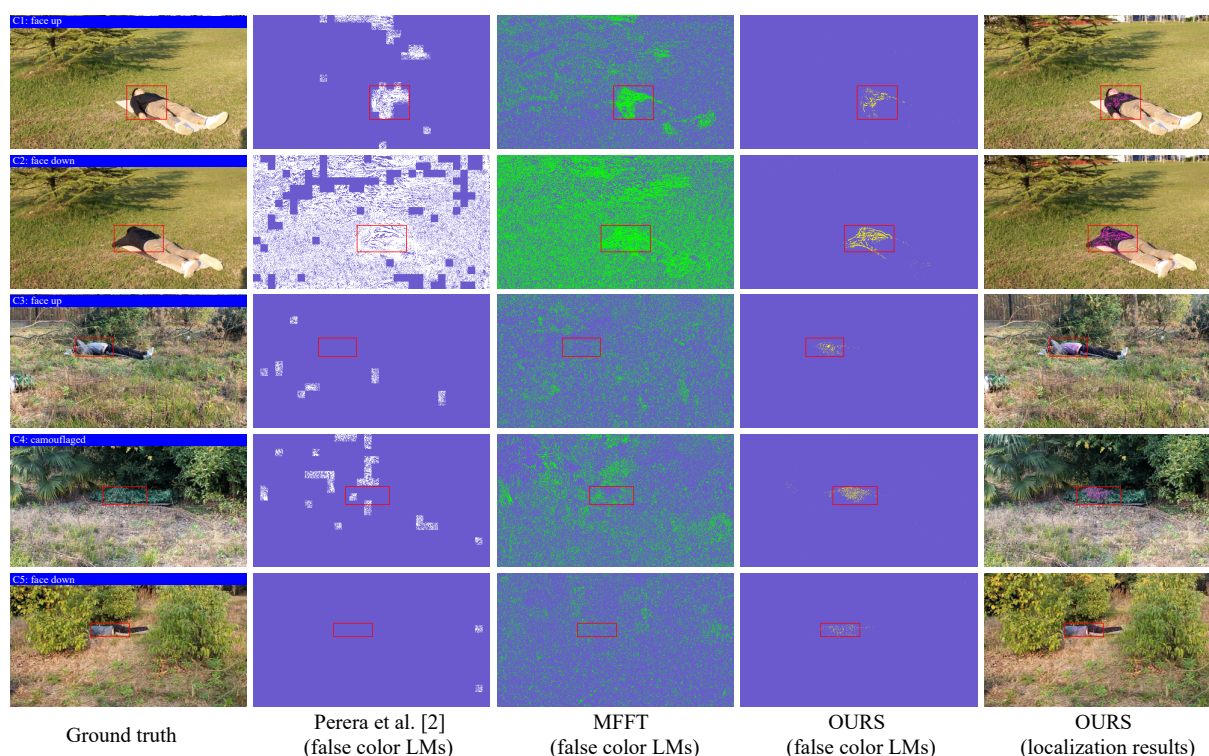 C1: face up
C2: face down
C3: face up
C4: camouflaged
C5: face down
Ground truth
Perera et al. [2]
(false color LMs)
MFFT
(false color LMs)
OURS
(false color LMs)
OURS
(localization results)